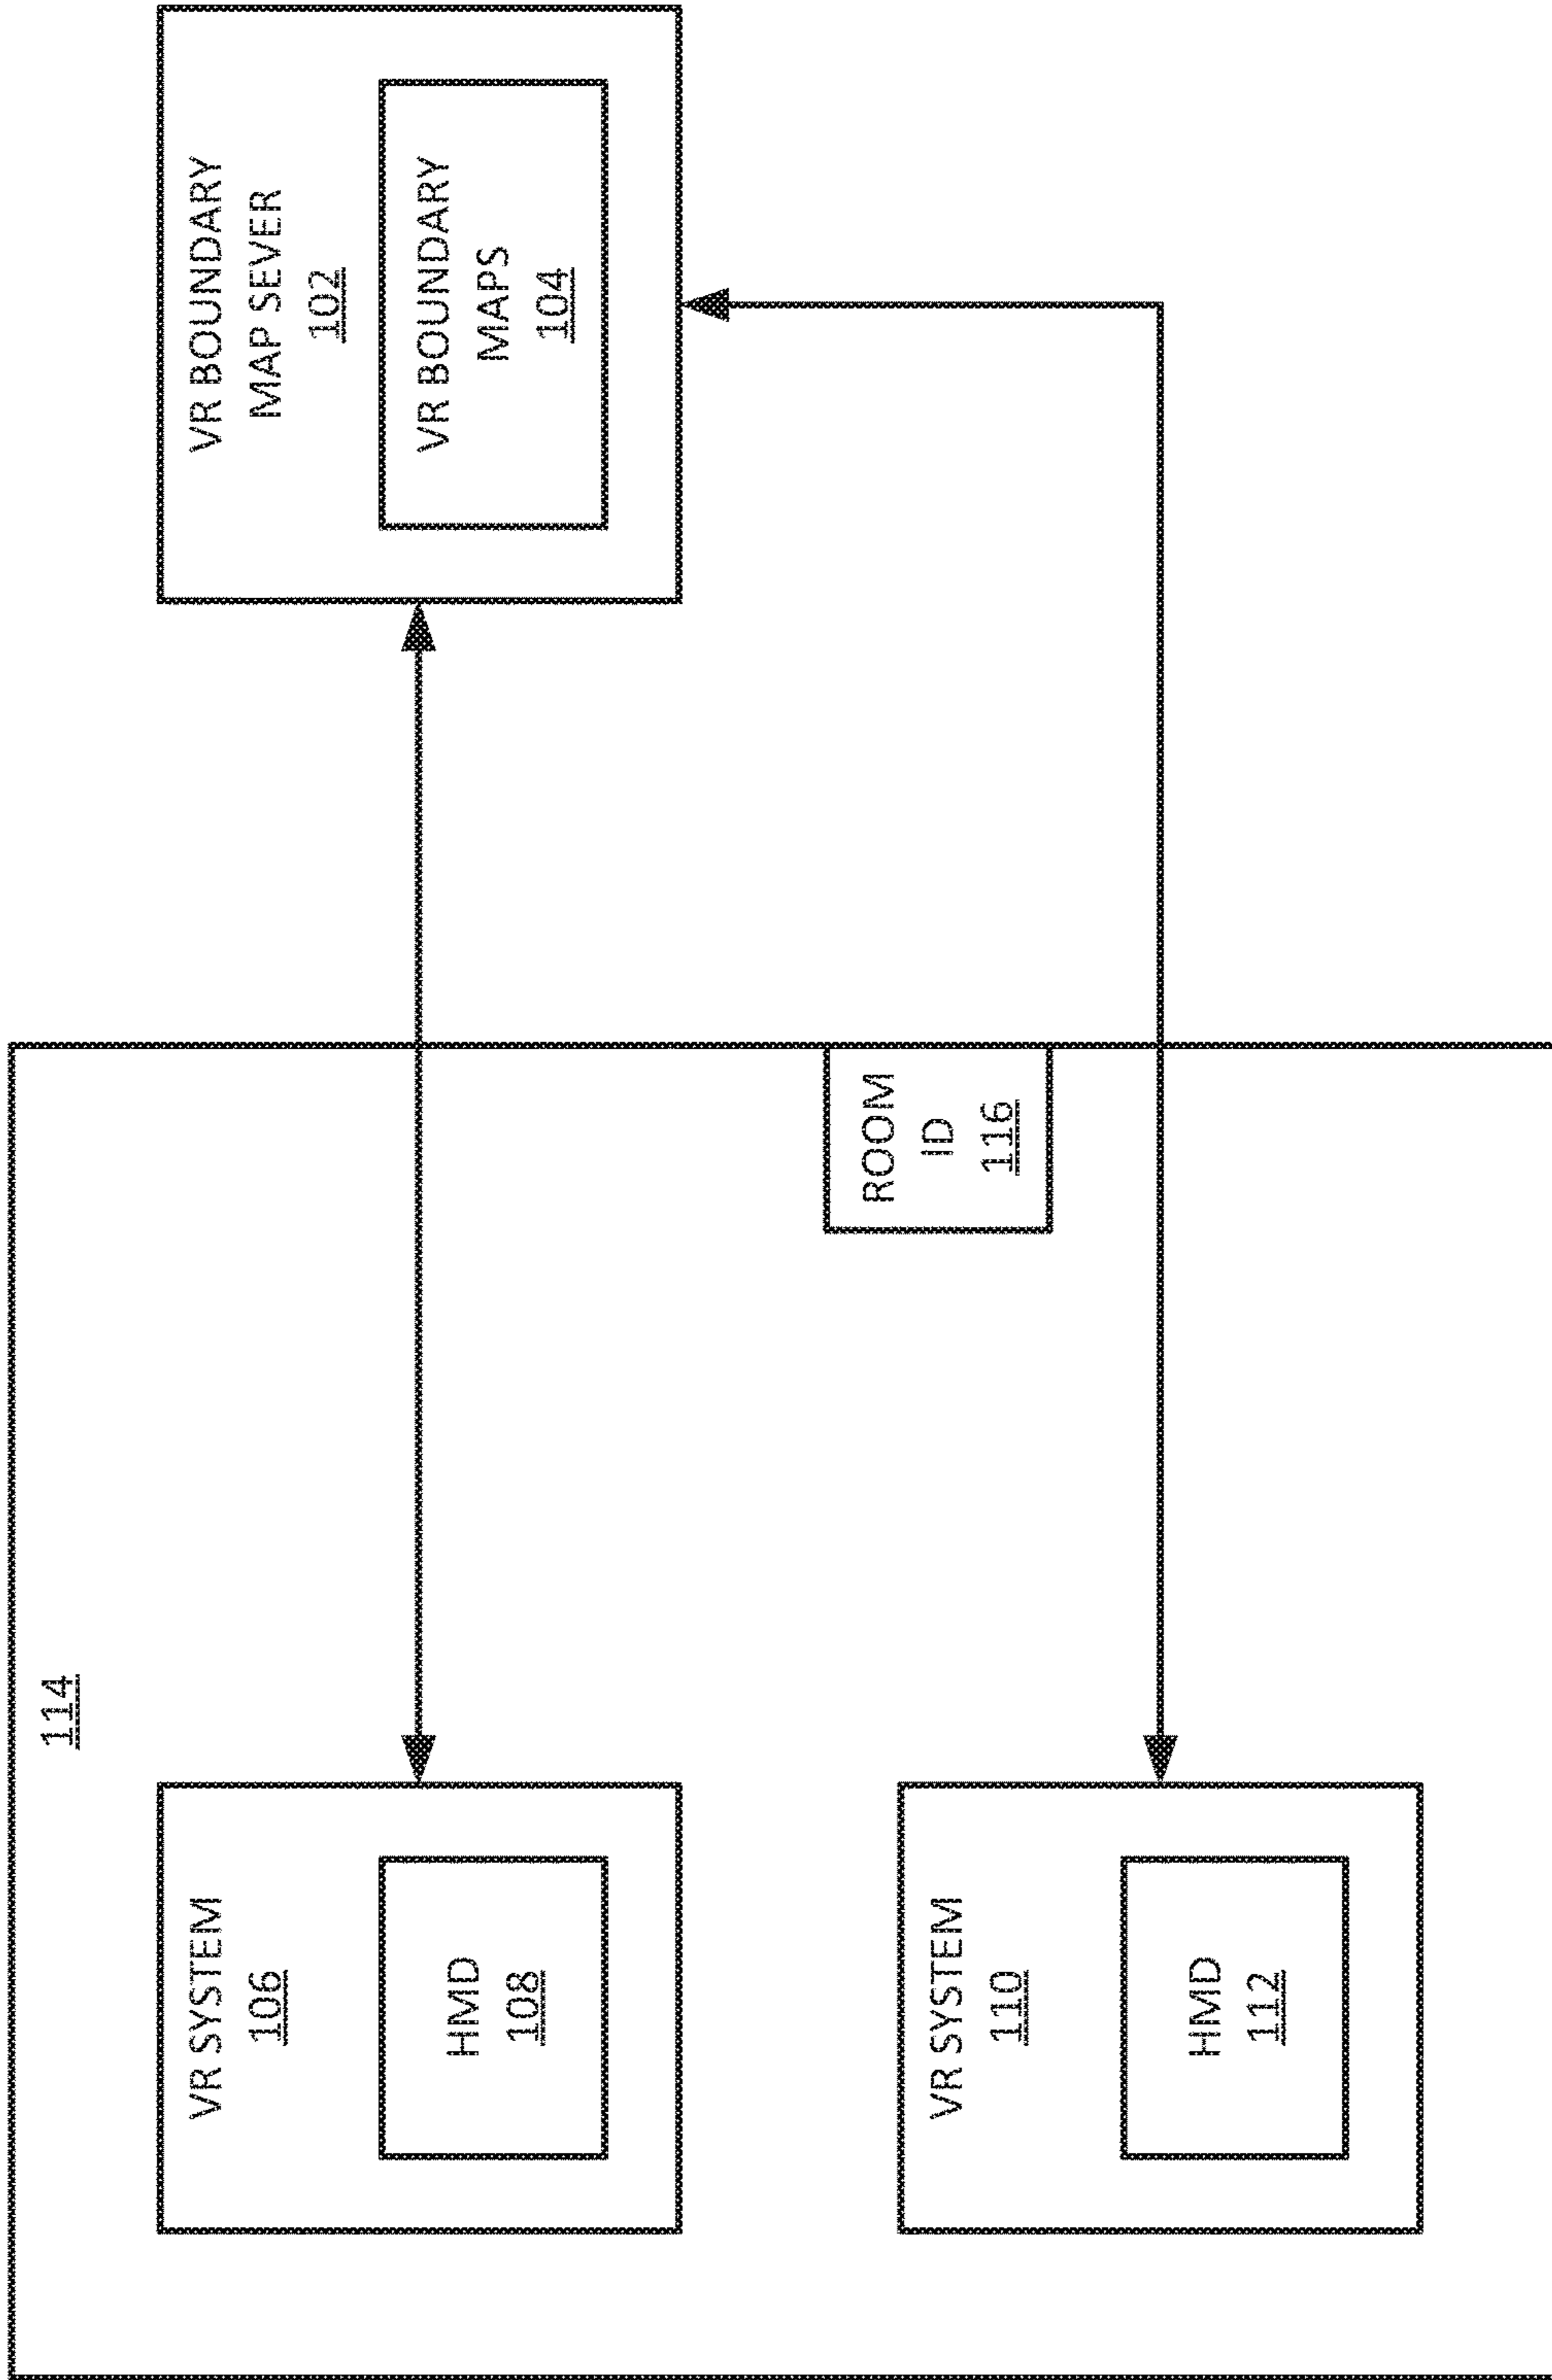 114
VR SYSTEM
106
HMD
108
VR BOUNDARY
MAP SEVER
102
VR BOUNDARY
MAPS
104
ROOM
ID
116
VR SYSTEM
110
HMD
112